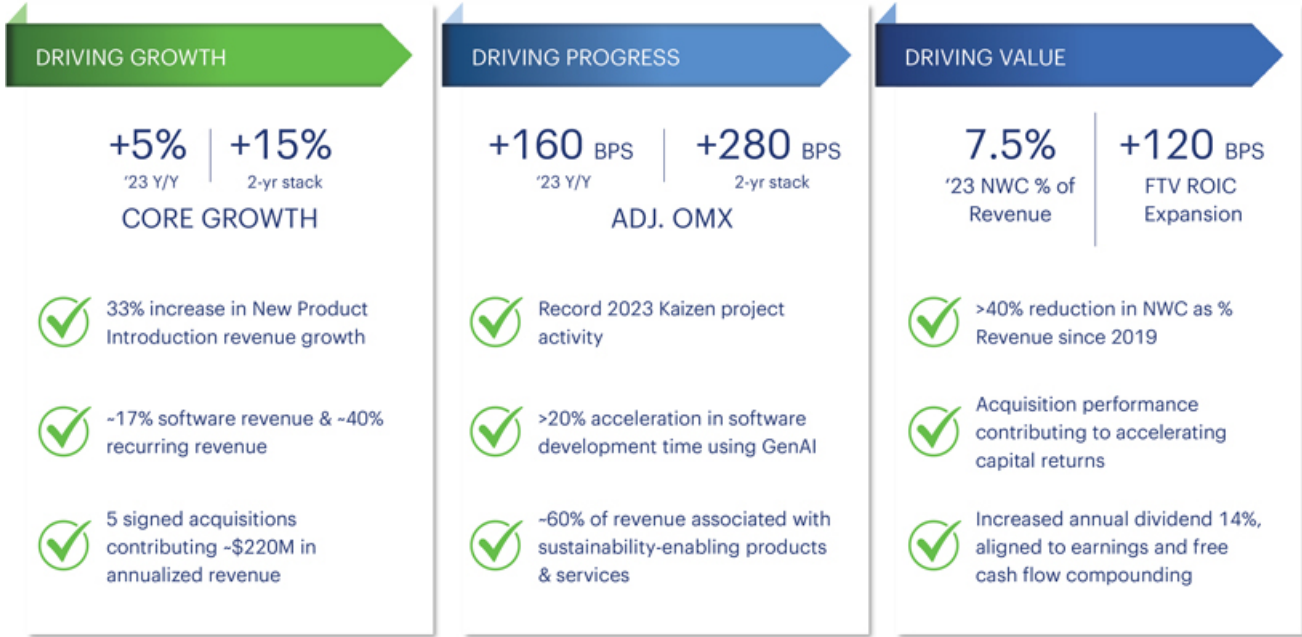 DRIVING GROWTH
+5%
+15%
‘23 Y/Y
2-yr stack
CORE GROWTH
33% increase in New Product
Introduction revenue growth
~17% software revenue & ~40%
recurring revenue
5 signed acquisitions
contributing ~$220M in
annualized revenue
DRIVING PROGRESS
+160 BPS
+280 BPS
‘23 Y/Y
2-yr stack
ADJ. OMX
Record 2023 Kaizen project
activity
>20% acceleration in software
development time using GenAI
~60% of revenue associated with
sustainability-enabling products
& services
DRIVING VALUE
7.5%
‘23 NWC % of
Revenue
+120 BPS
FTV ROIC
Expansion
>40% reduction in NWC as %
Revenue since 2019
Acquisition performance
contributing to accelerating
capital returns
Increased annual dividend 14%,
aligned to earnings and free
cash flow compounding